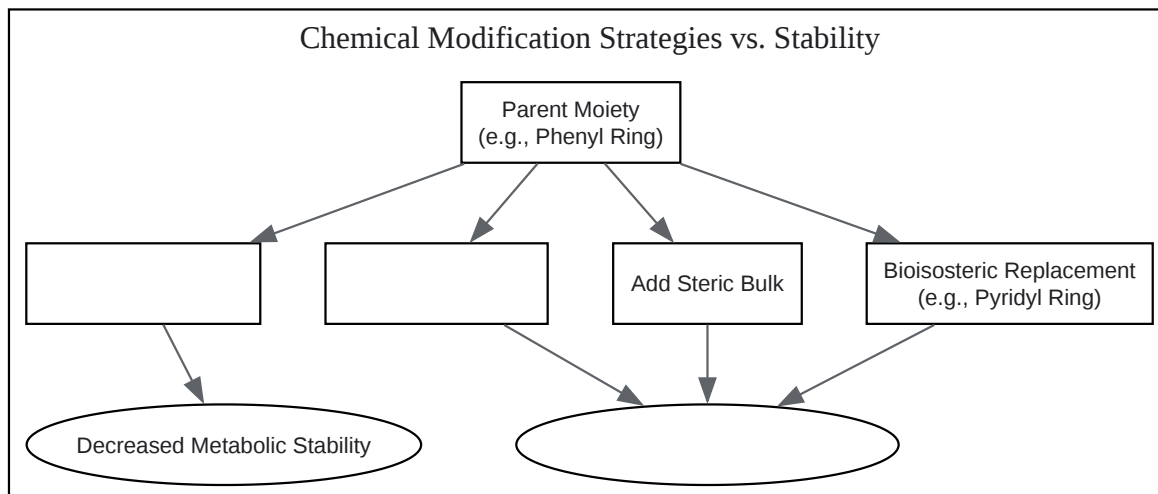 Chemical Modification Strategies vs. Stability
Parent Moiety
(e.g., Phenyl Ring)
Add Steric Bulk
Bioisosteric Replacement
(e.g., Pyridyl Ring)
Decreased Metabolic Stability